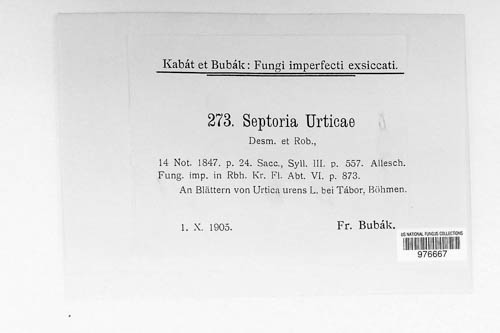 Kabát et Bubák: Fungi imperfecti exsiccati.
273. Septoria Urticae
Desm. et Rob.,
14 Not. 1847. p. 24. Sacc., Syll. III. p. 557. Allesch.
Fung. imp. in Rbh. Kr. Fl. Abt. VI. p. 873.
An Blättern von Urtica urens L. bei Tábor, Böhmen.
1. X. 1905.
Fr. Bubák.
US NATIONAL FUNGUS COLLECTIONS
976667